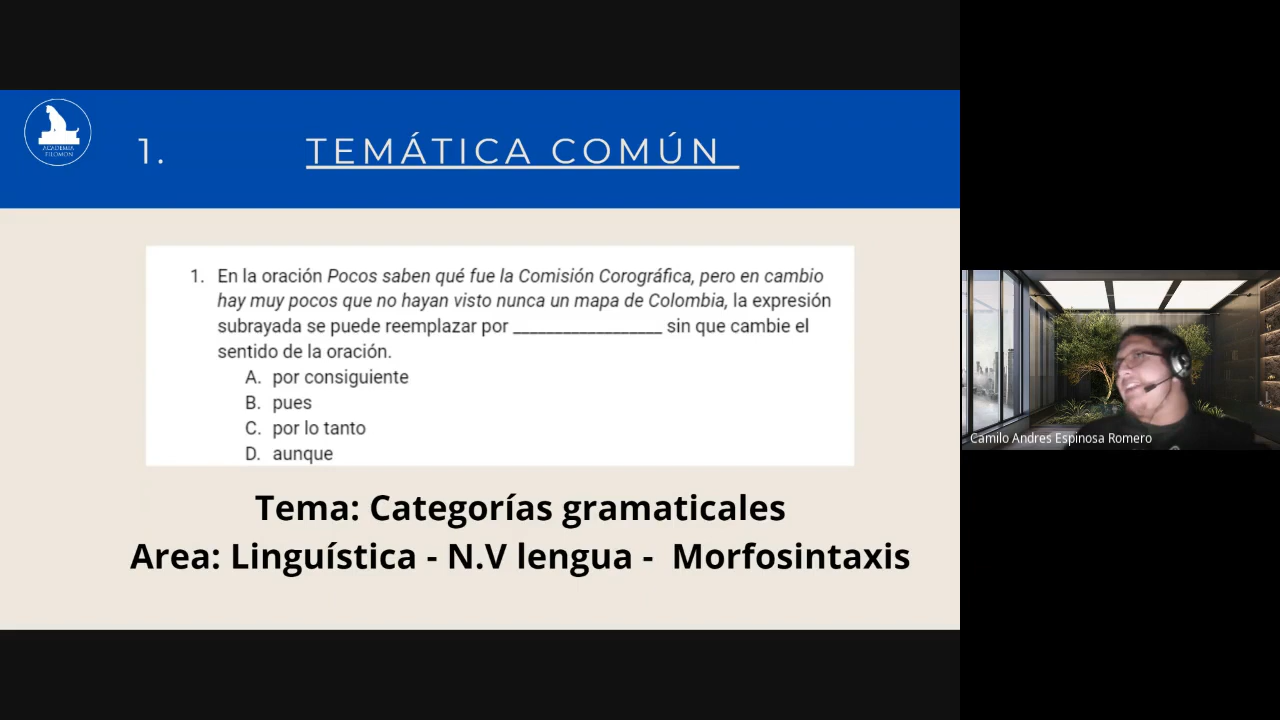 ACADEMIA
FILOMON
1. TEMÁTICA COMÚN
1. En la oración Pocos saben qué fue la Comisión Corográfica, pero en cambio
hay muy pocos que no hayan visto nunca un mapa de Colombia, la expresión
subrayada se puede reemplazar por __________________ sin que cambie el
sentido de la oración.
A. por consiguiente
B. pues
C. por lo tanto
D. aunque
Tema: Categorías gramaticales
Area: Linguística - N.V lengua - Morfosintaxis
Camilo Andres Espinosa Romero